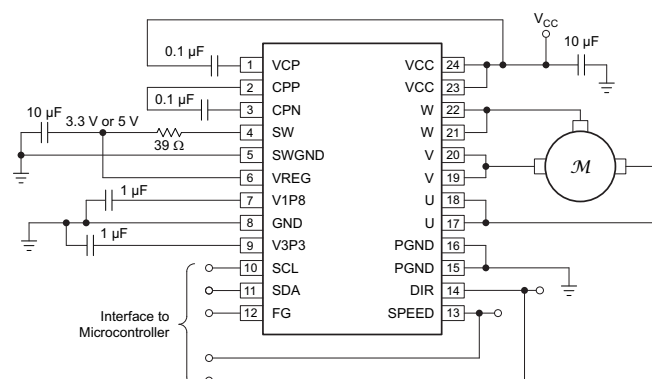 V_CC
0.1 µF
10 µF
1 VCP
VCC 24
2 CPP
VCC 23
0.1 µF
3 CPN
W 22
10 µF
3.3 V or 5 V
4 SW
W 21
39 Ω
5 SWGND
V 20
M
6 VREG
V 19
1 µF
7 V1P8
U 18
8 GND
U 17
1 µF
9 V3P3
PGND 16
10 SCL
PGND 15
11 SDA
DIR 14
Interface to
Microcontroller
12 FG
SPEED 13